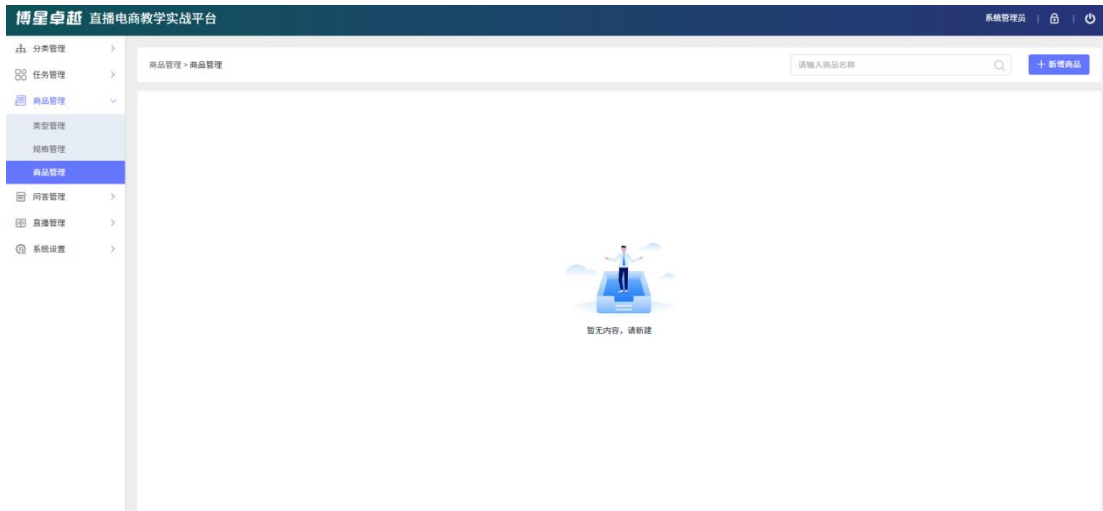 博星卓越 直播电商教学实战平台
系统管理员
分类管理
任务管理
商品管理
类型管理
规格管理
商品管理
问答管理
直播管理
系统设置
商品管理 > 商品管理
请输入商品名称
新增商品
暂无内容，请新建